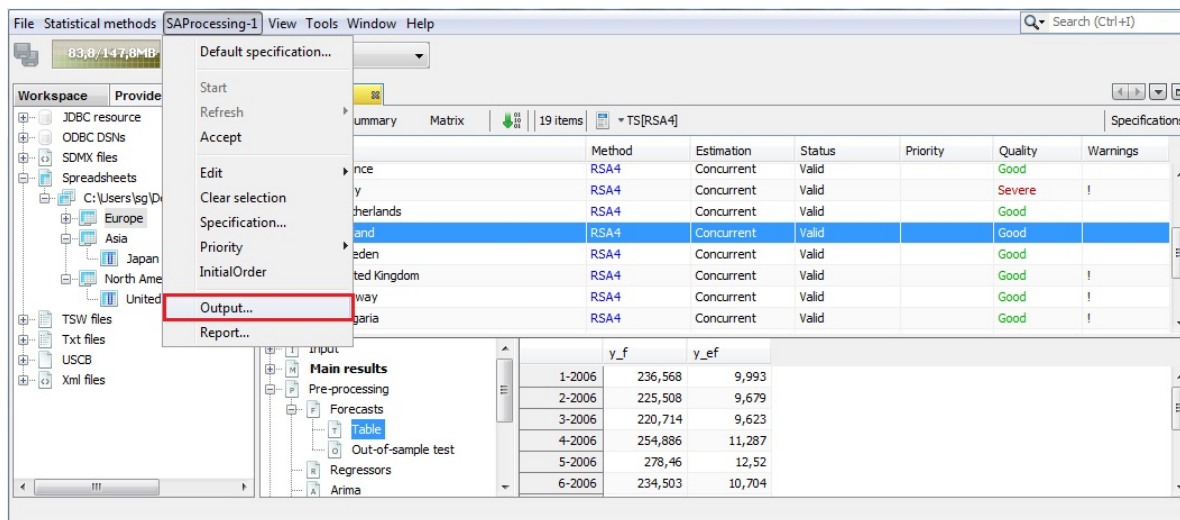 File Statistical methods SAProcessing-1 View Tools Window Help
Search (Ctrl+I)
83,8/147,8MB
Default specification...
Start
Refresh
Accept
Edit
Clear selection
Specification...
Priority
InitialOrder
Output...
Report...
Workspace Provide
JDBC resource
ODBC DSNs
SDMX files
Spreadsheets
C:\Users\sg\De
Europe
Asia
Japan
North Ame
United
TSW files
Txt files
USCB
Xml files
ummary Matrix 19 items TS[RSA4] Specifications
Method Estimation Status Priority Quality Warnings
nce RSA4 Concurrent Valid Good
y RSA4 Concurrent Valid Severe !
herlands RSA4 Concurrent Valid Good
and RSA4 Concurrent Valid Good
eden RSA4 Concurrent Valid Good
ted Kingdom RSA4 Concurrent Valid Good !
way RSA4 Concurrent Valid Good !
garia RSA4 Concurrent Valid Good !
Input
Main results
Pre-processing
Forecasts
Table
Out-of-sample test
Regressors
Arima
y_f y_ef
1-2006 236,568 9,993
2-2006 225,508 9,679
3-2006 220,714 9,623
4-2006 254,886 11,287
5-2006 278,46 12,52
6-2006 234,503 10,704